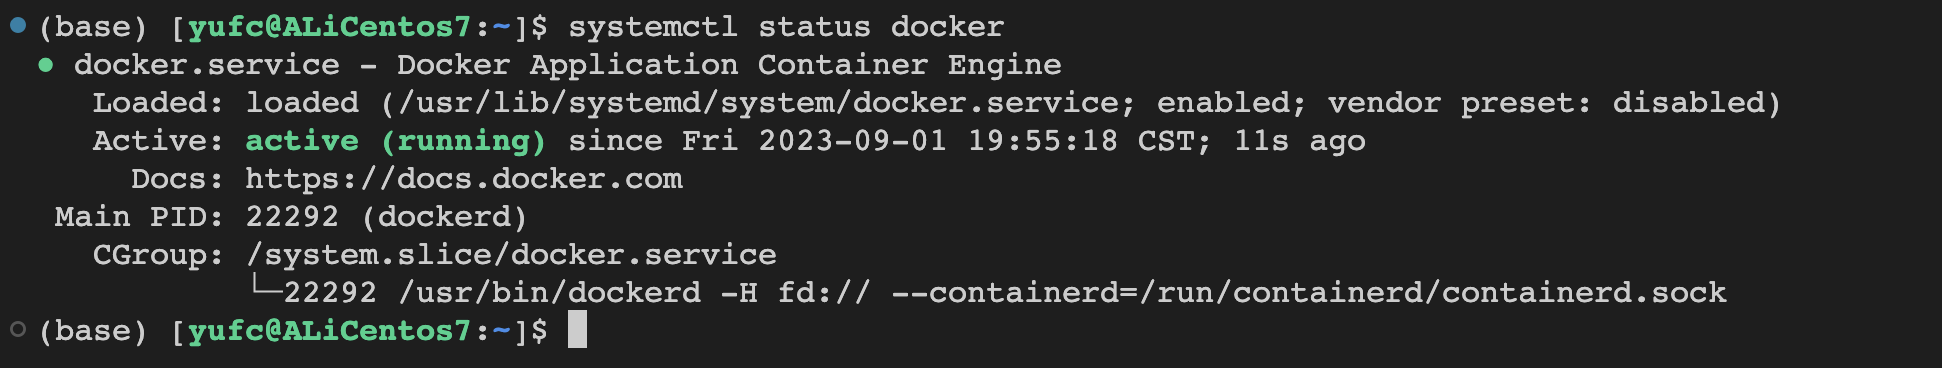 (base) [yufc@ALiCentos7:~]$ systemctl status docker
● docker.service - Docker Application Container Engine
Loaded: loaded (/usr/lib/systemd/system/docker.service; enabled; vendor preset: disabled)
Active: active (running) since Fri 2023-09-01 19:55:18 CST; 11s ago
Docs: https://docs.docker.com
Main PID: 22292 (dockerd)
CGroup: /system.slice/docker.service
└─22292 /usr/bin/dockerd -H fd:// --containerd=/run/containerd/containerd.sock
(base) [yufc@ALiCentos7:~]$